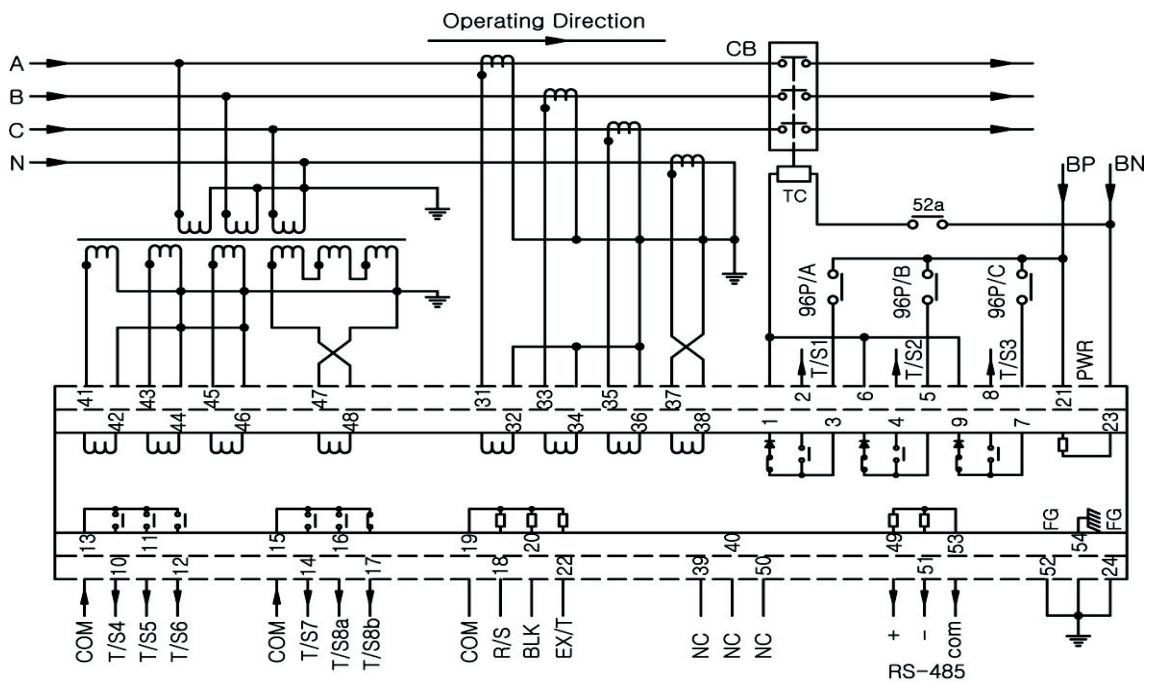 Operating Direction
CB
A
B
C
N
TC
BP
BN
52a
96P/A
96P/B
96P/C
T/S1
T/S2
T/S3
PWR
41
43
45
47
31
33
35
37
2
6
5
8
21
42
44
46
48
32
34
36
38
1
3
4
9
7
23
13
11
15
16
19
20
40
49
53
FG
54
FG
10
12
14
17
18
22
39
50
51
52
24
COM
T/S4
T/S5
T/S6
COM
T/S7
T/S8a
T/S8b
COM
R/S
BLK
EX/T
NC
NC
NC
+
-
com
RS-485